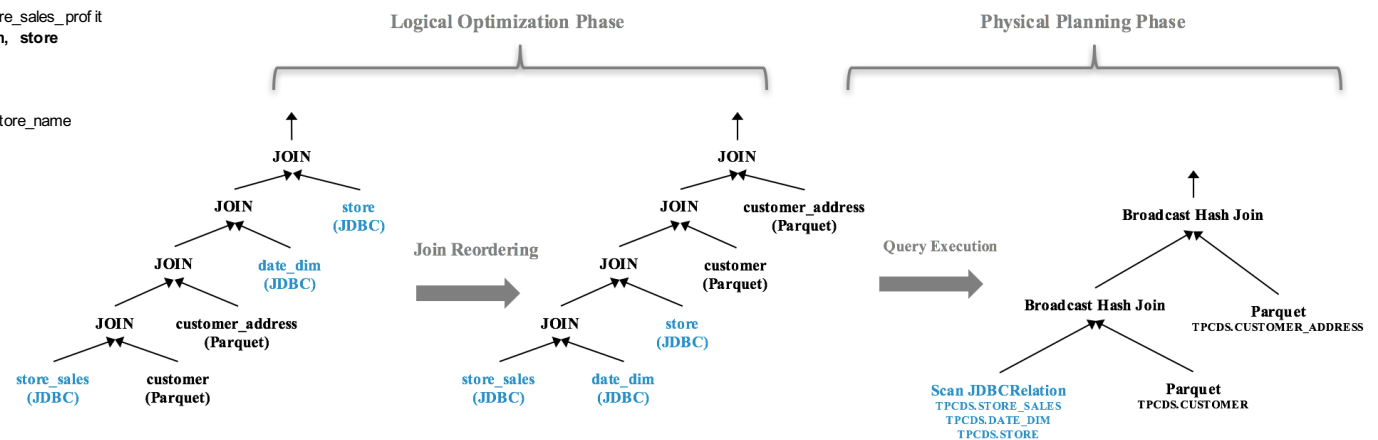 re_sales_profit
n, store
tore_name
Logical Optimization Phase
Physical Planning Phase
JOIN
JOIN
store
(JDBC)
JOIN
date_dim
(JDBC)
JOIN
customer_address
(Parquet)
store_sales
(JDBC)
customer
(Parquet)
Join Reordering
JOIN
JOIN
customer_address
(Parquet)
JOIN
customer
(Parquet)
JOIN
store
(JDBC)
store_sales
(JDBC)
date_dim
(JDBC)
Query Execution
Broadcast Hash Join
Broadcast Hash Join
Parquet
TPCDS.CUSTOMER_ADDRESS
Scan JDBCRelation
TPCDS.STORE_SALES
TPCDS.DATE_DIM
TPCDS.STORE
Parquet
TPCDS.CUSTOMER